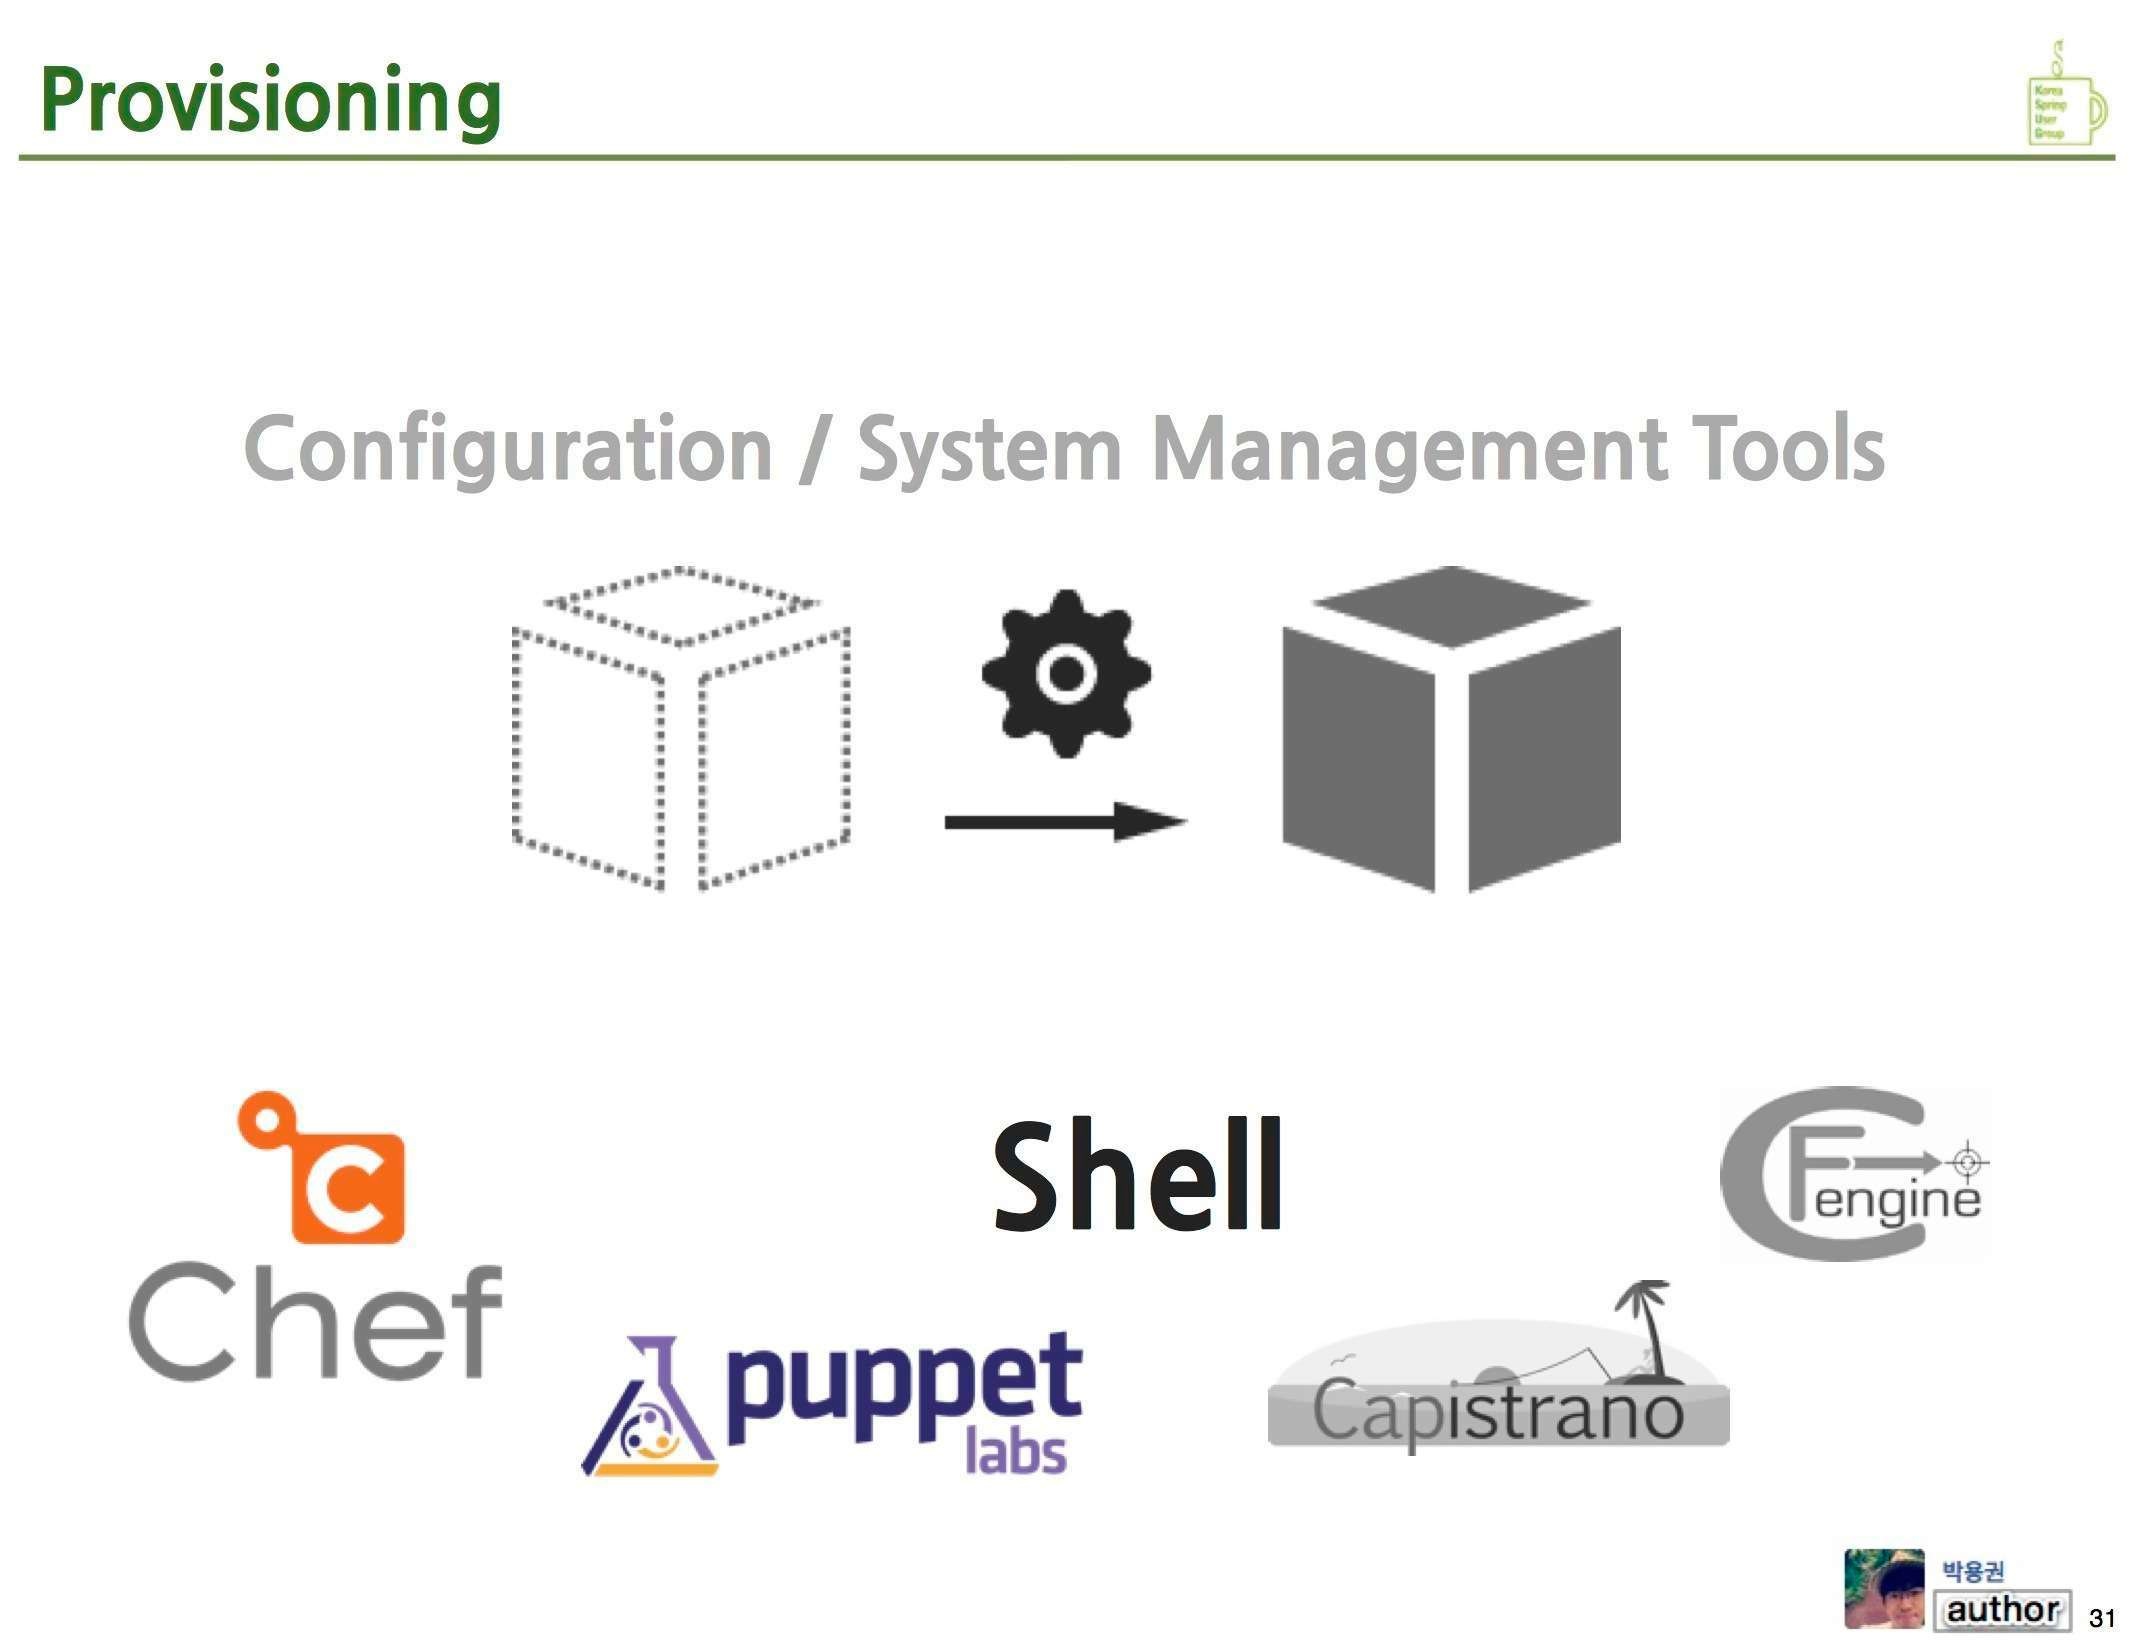 Provisioning
Korea
Spring
User
Group
Configuration / System Management Tools
C
Chef
Shell
CFengine
puppet
labs
Capistrano
박용권
author
31